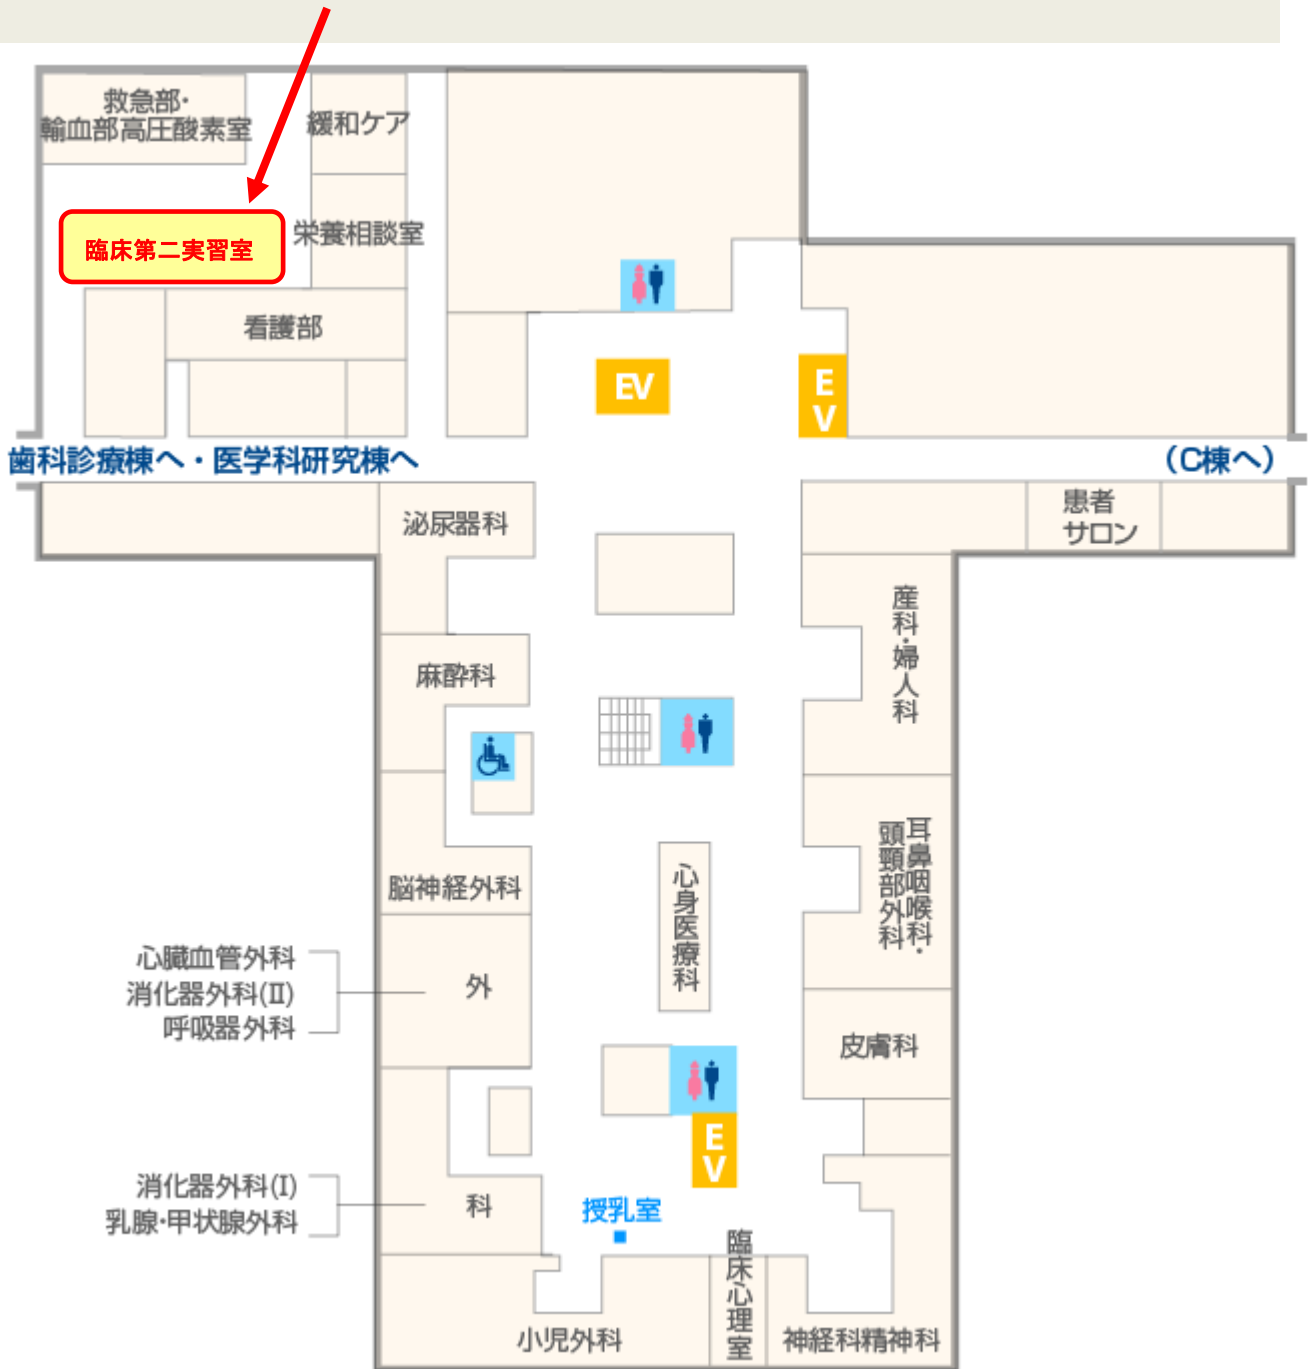 救急部・
輸血部高圧酸素室
緩和ケア
臨床第二実習室
栄養相談室
看護部
EV
EV
歯科診療棟へ・医学科研究棟へ
（C棟へ）
泌尿器科
患者
サロン
産科・婦人科
麻酔科
耳鼻咽喉科・
頭頸部外科
脳神経外科
心身医療科
心臓血管外科
消化器外科(II)
呼吸器外科
外
皮膚科
EV
消化器外科(I)
乳腺・甲状腺外科
科
授乳室
臨床心理室
小児外科
神経科精神科